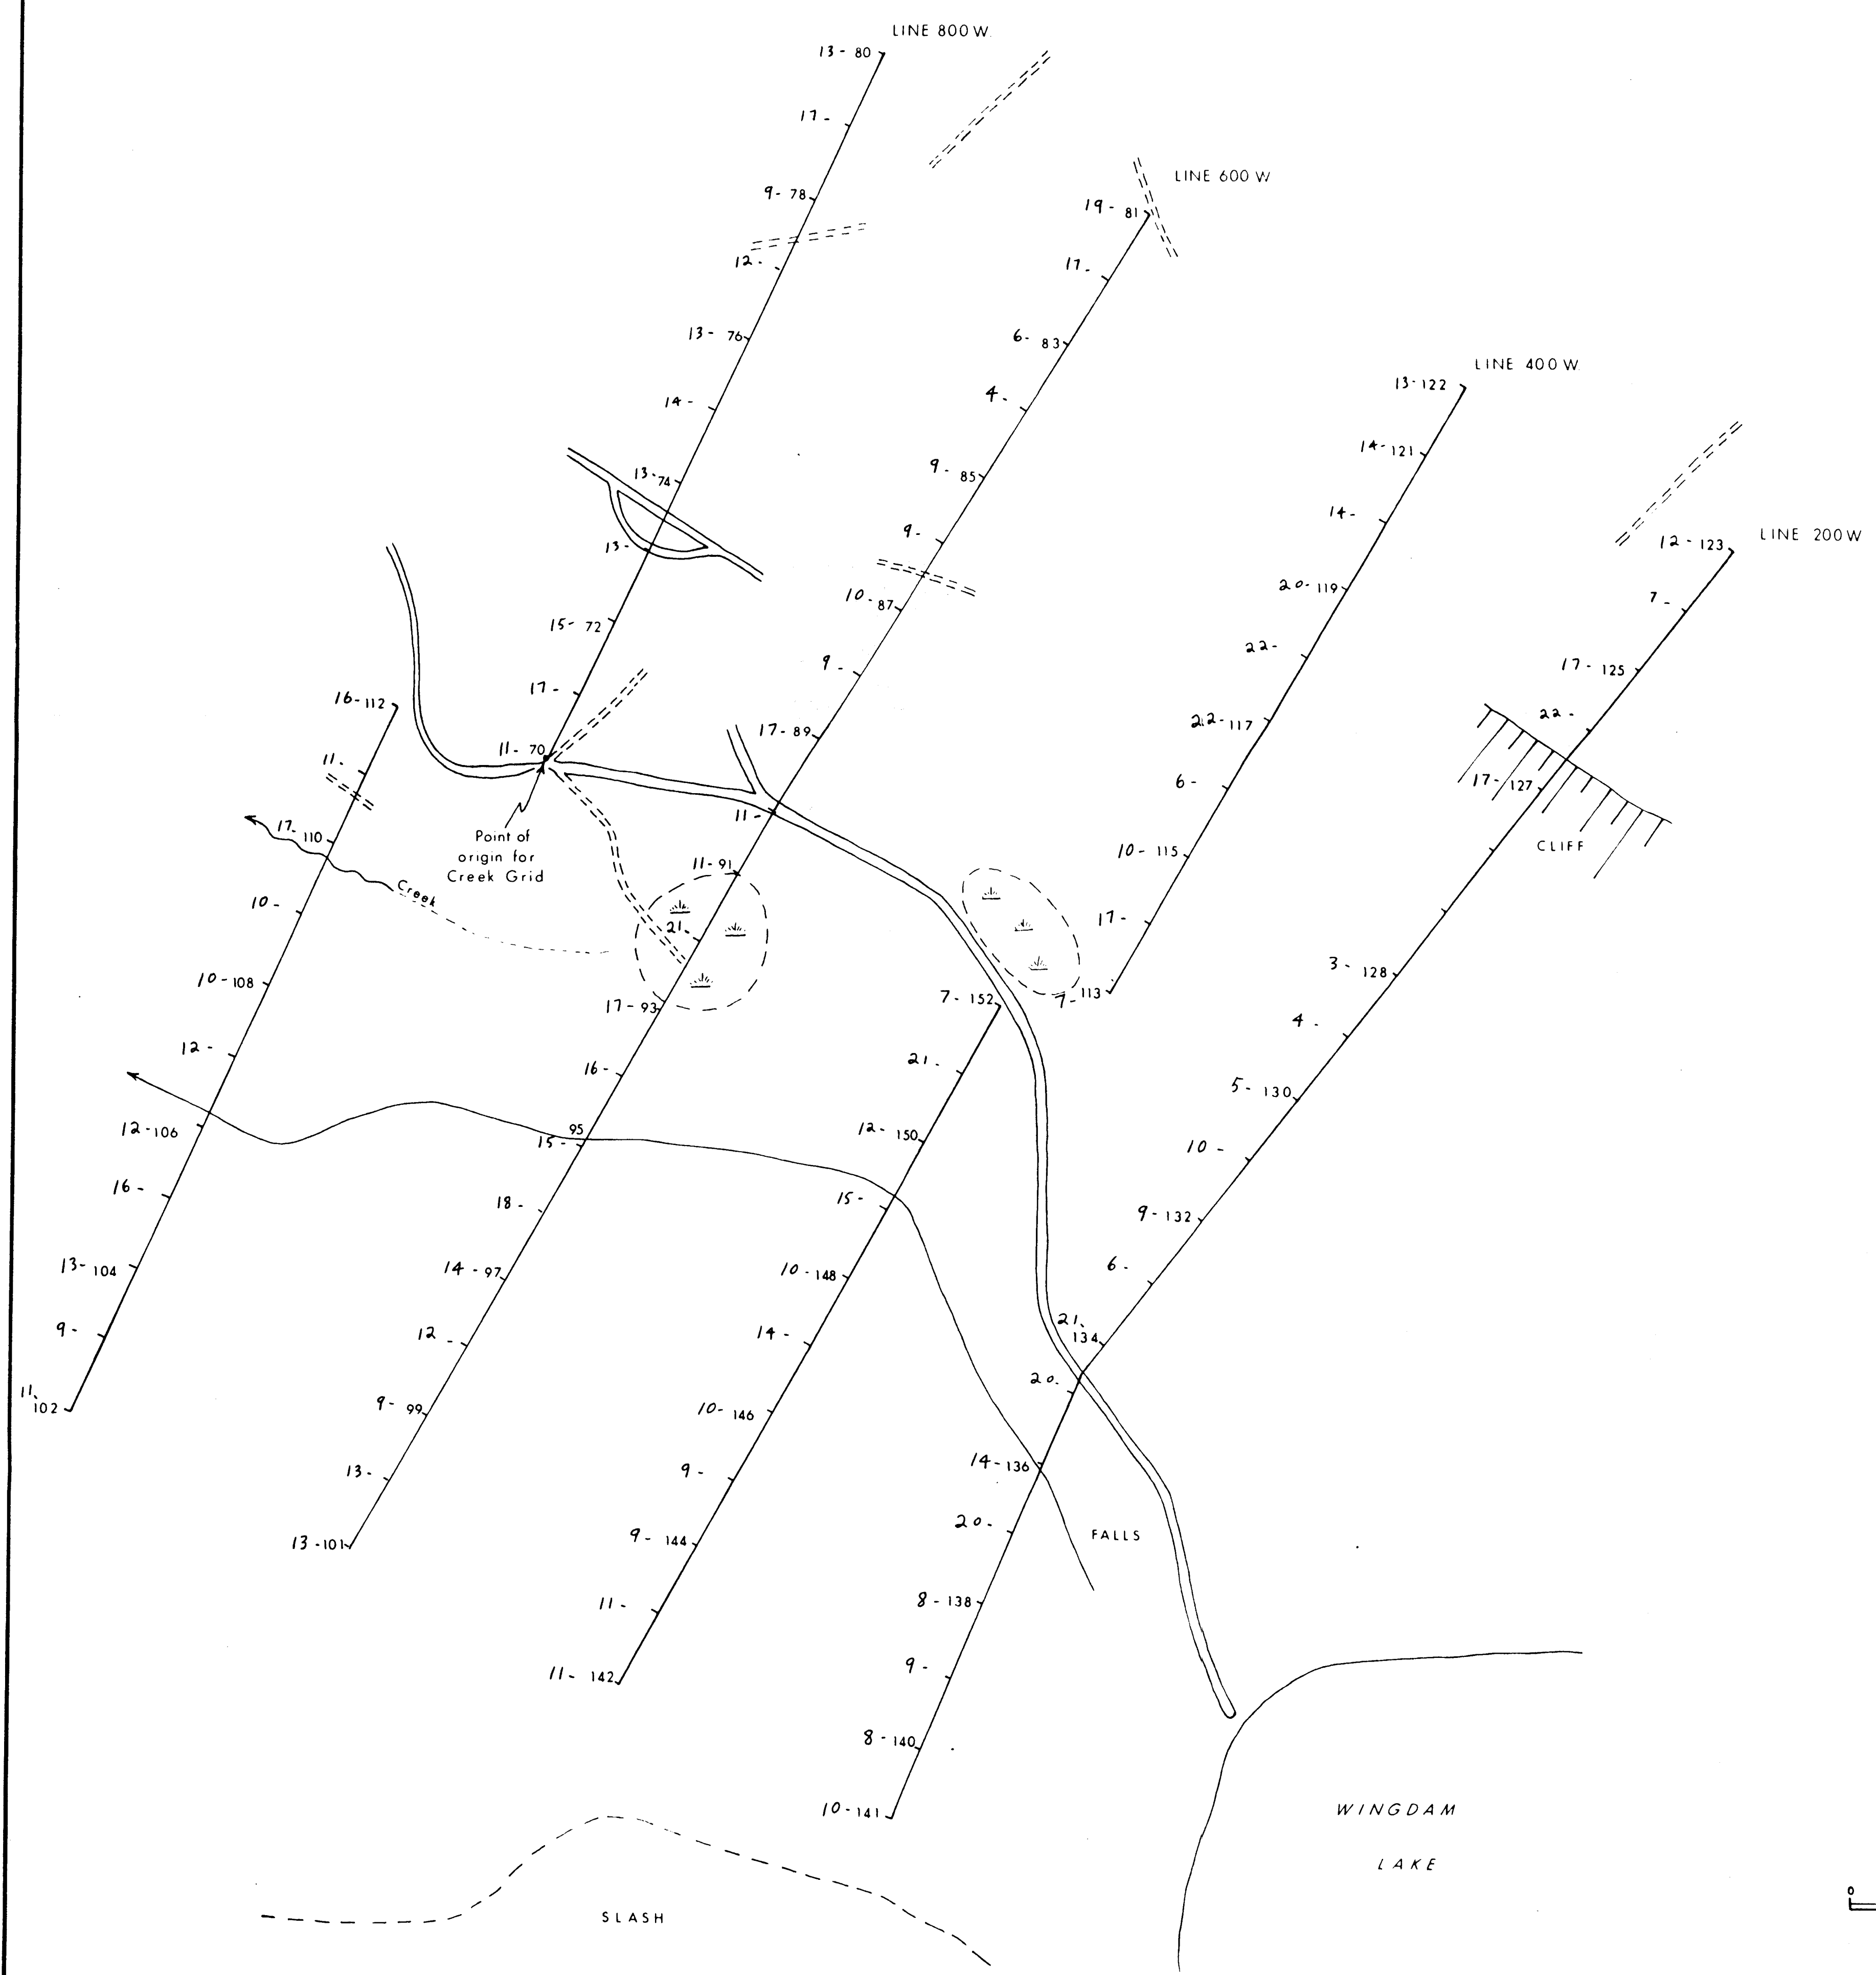 LINE 800 W.
13 - 80
17 -
9 - 78
12 -
13 - 76
14 -
13 - 74
13 -
15 - 72
17 -
11 - 70
LINE 600 W
19 - 81
17 -
6 - 83
4 -
9 - 85
9 -
10 - 87
9 -
17 - 89
11 -
11 - 91
21 -
17 - 93
16 -
95
15 -
18 -
14 - 97
12 -
9 - 99
13 -
13 - 101
LINE 400 W
13 - 122
14 - 121
14 -
20 - 119
22 -
22 - 117
6 -
10 - 115
17 -
7 - 113
LINE 200 W
12 - 123
7 -
17 - 125
22 -
17 - 127
CLIFF
3 - 128
4 -
5 - 130
10 -
9 - 132
6 -
21 -
134
20 -
14 - 136
20 -
8 - 138
9 -
8 - 140
10 - 141
16 - 112
11 -
17 - 110
10 -
10 - 108
12 -
12 - 106
16 -
13 - 104
9 -
11 -
102
Point of
origin for
Creek Grid
Creek
7 - 152
21 -
12 - 150
15 -
10 - 148
14 -
10 - 146
9 -
9 - 144
11 -
11 - 142
FALLS
WINGDAM
LAKE
SLASH
0